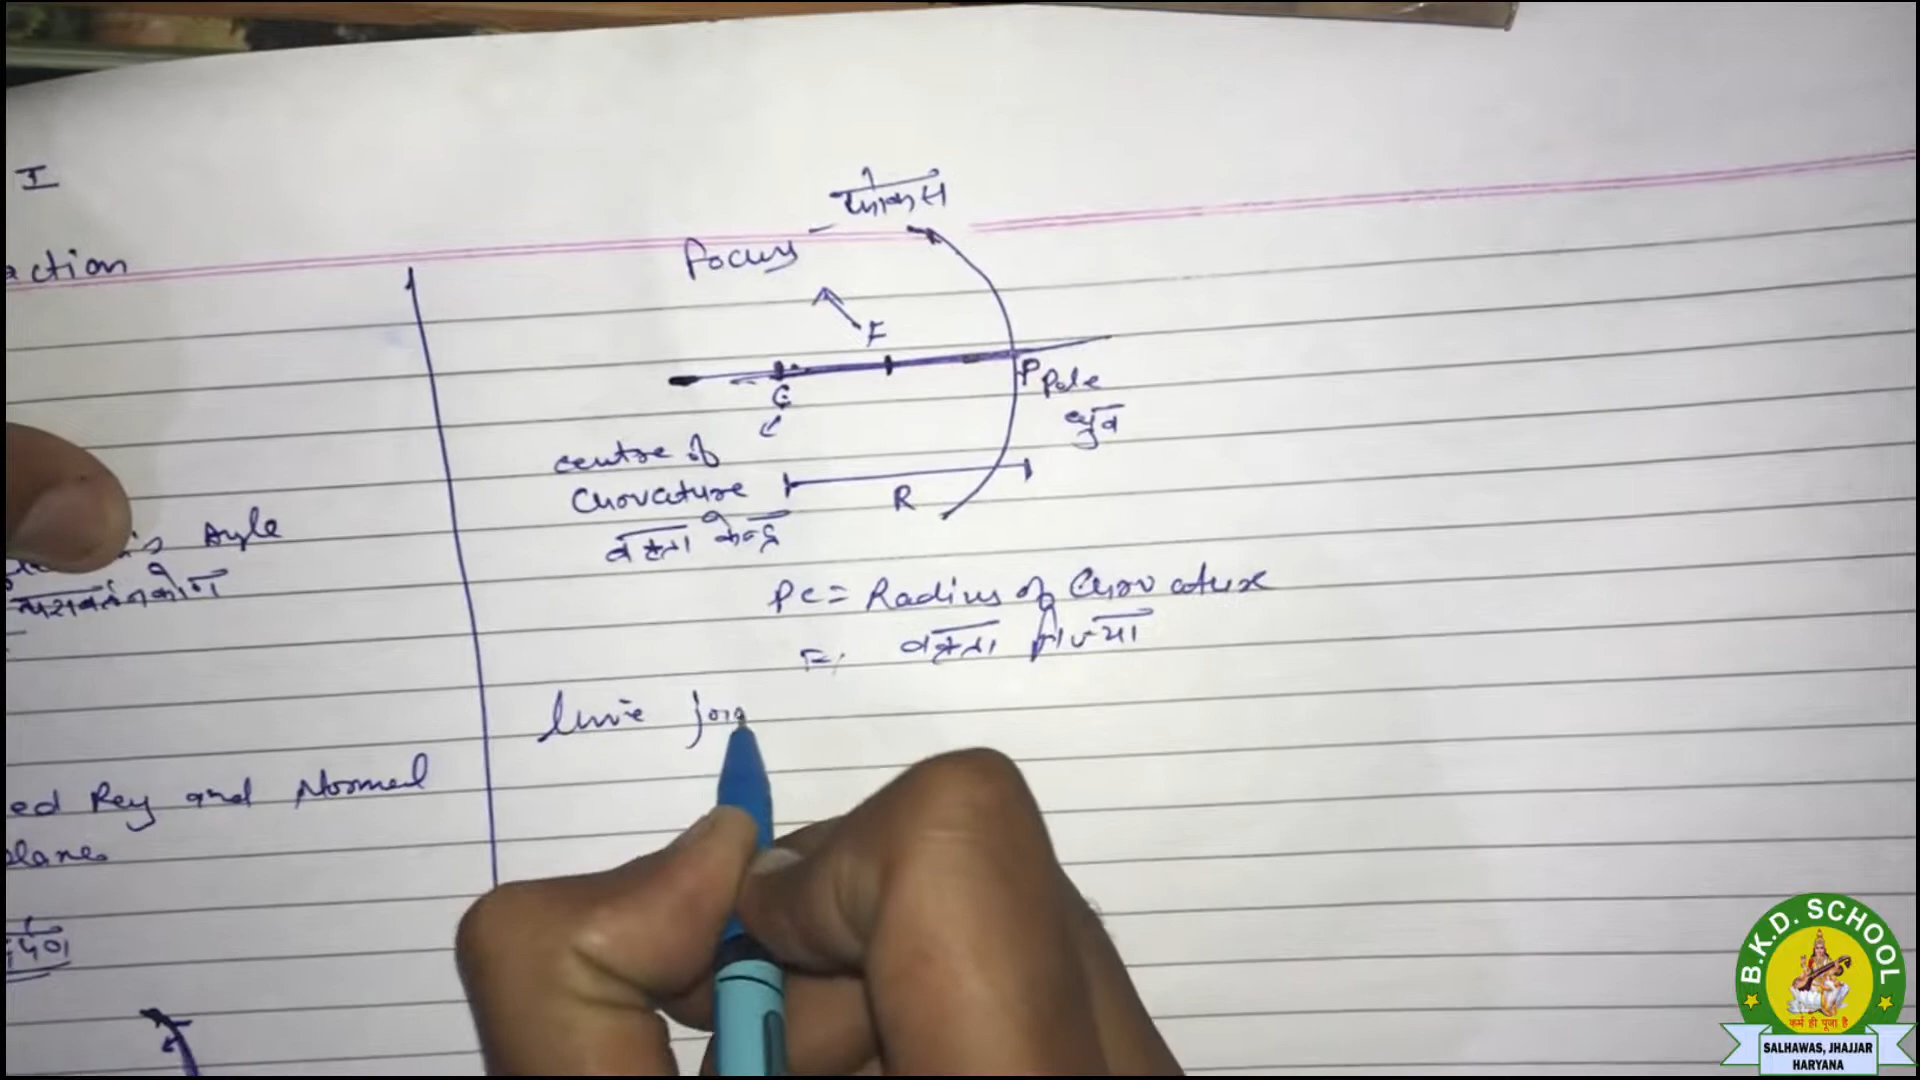 I
action
Angle
ed Ray and Normal
plane
Focus - फोकस
F
C
P Pole
ध्रुव
centre of
Curvature
वक्रता केन्द्र
R
PC = Radius of Curvature
= वक्रता त्रिज्या
line join
B.K.D. SCHOOL
कर्म ही पूजा है
SALHAWAS, JHAJJAR
HARYANA